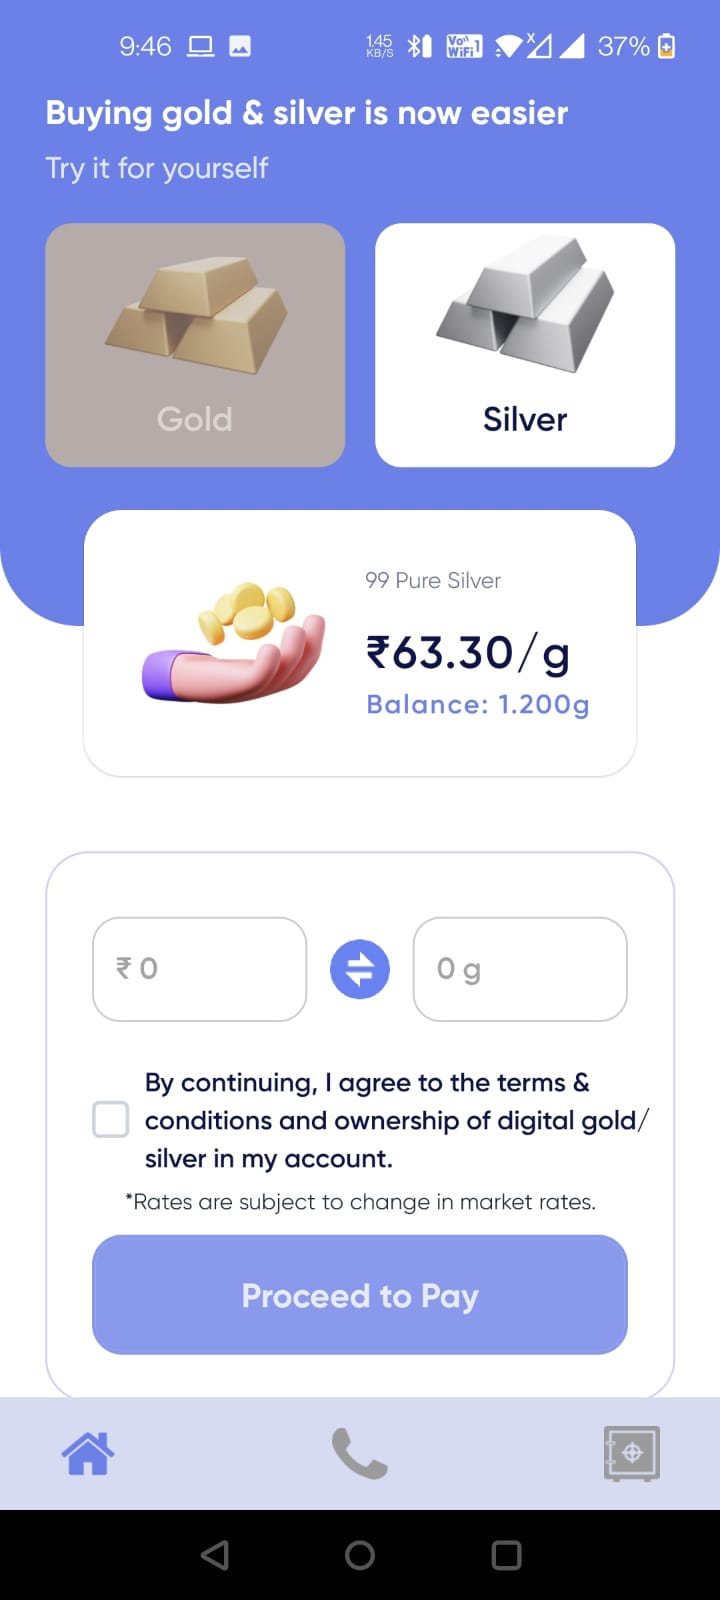 9:46 1.45 KB/S Vo)) WiFi 1 37%
Buying gold & silver is now easier
Try it for yourself
Gold Silver
99 Pure Silver
₹63.30/g
Balance: 1.200g
₹ 0 0 g
By continuing, I agree to the terms &
conditions and ownership of digital gold/
silver in my account.
*Rates are subject to change in market rates.
Proceed to Pay